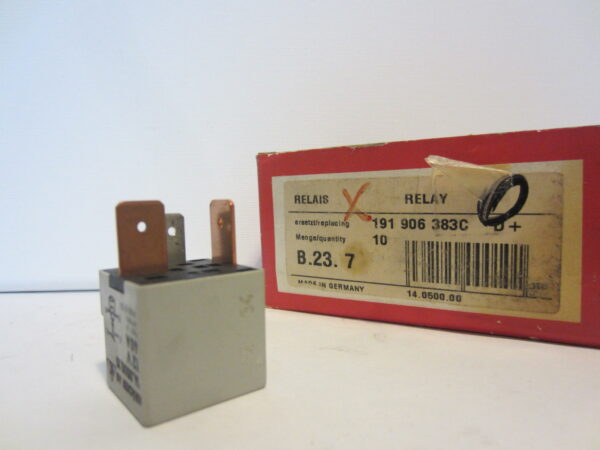 RELAIS RELAY
ersetzt/replacing 191 906 383C D+
Menge/quantity 10
B.23. 7
MADE IN GERMANY 14.0500.00